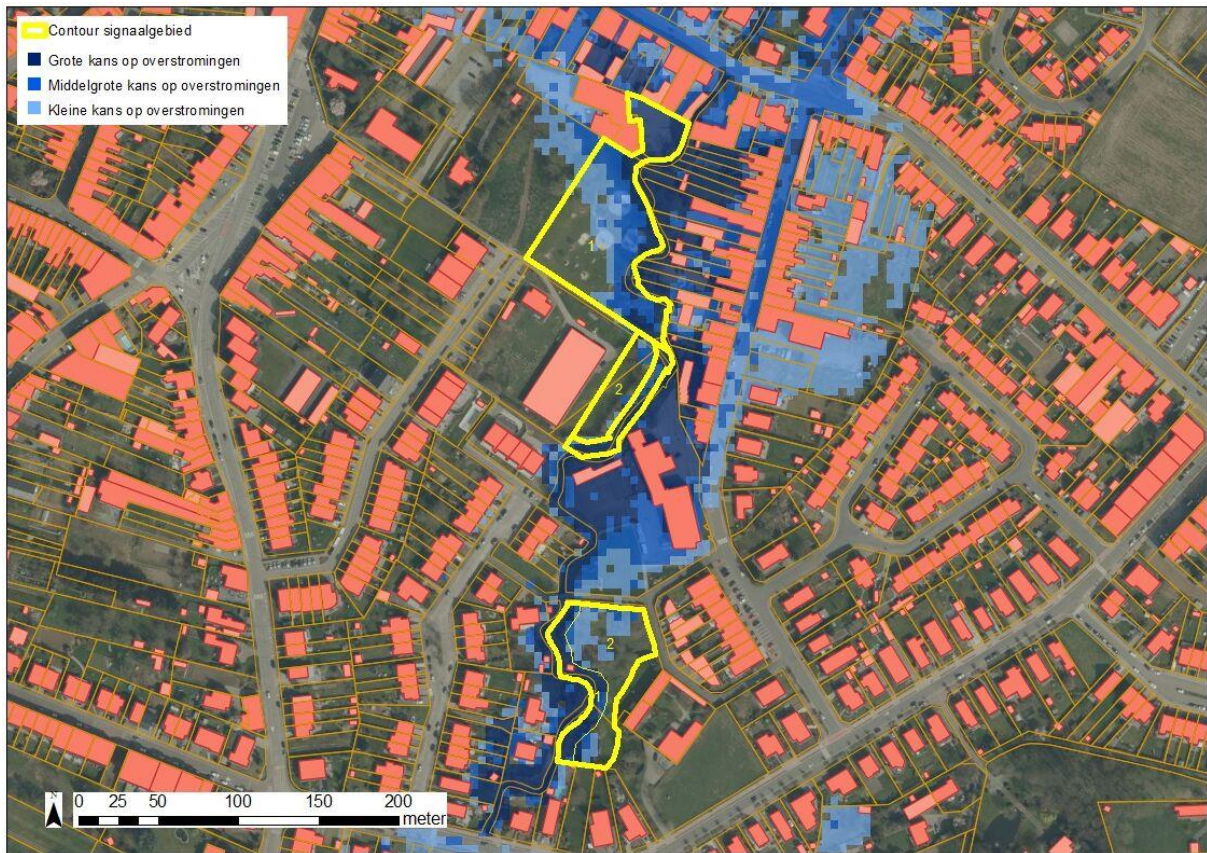 Contour signaalgebied
Grote kans op overstromingen
Middelgrote kans op overstromingen
Kleine kans op overstromingen
1
2
2
1
N
0 25 50 100 150 200
meter